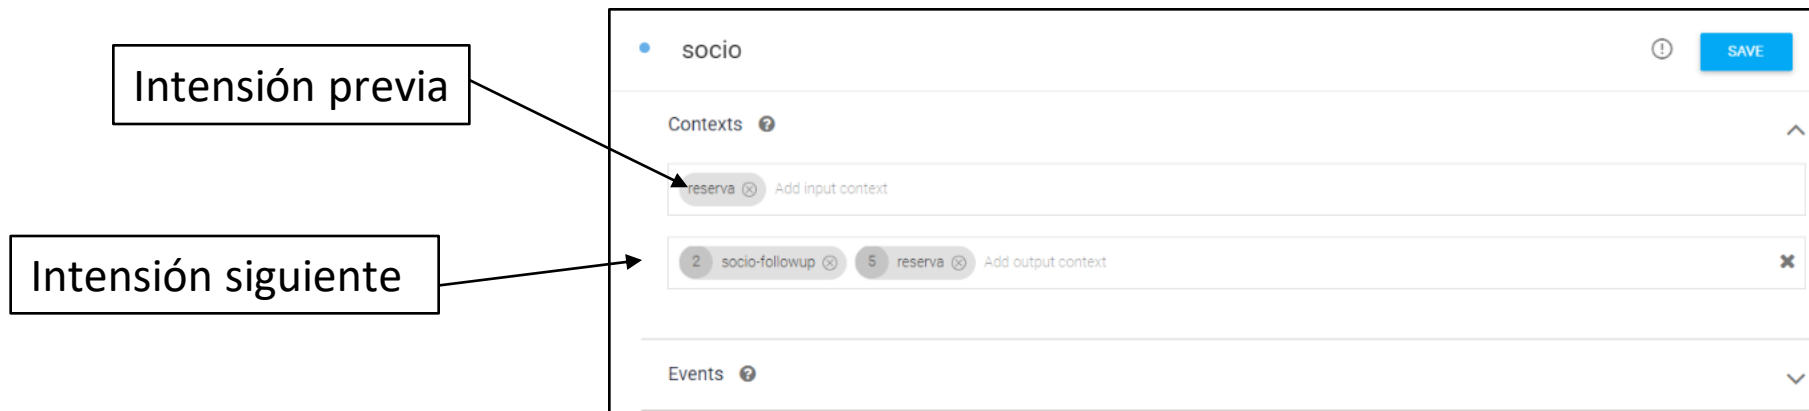 socio
SAVE
Intensión previa
Contexts
reserva Add input context
Intensión siguiente
2 socio-followup 5 reserva Add output context
Events